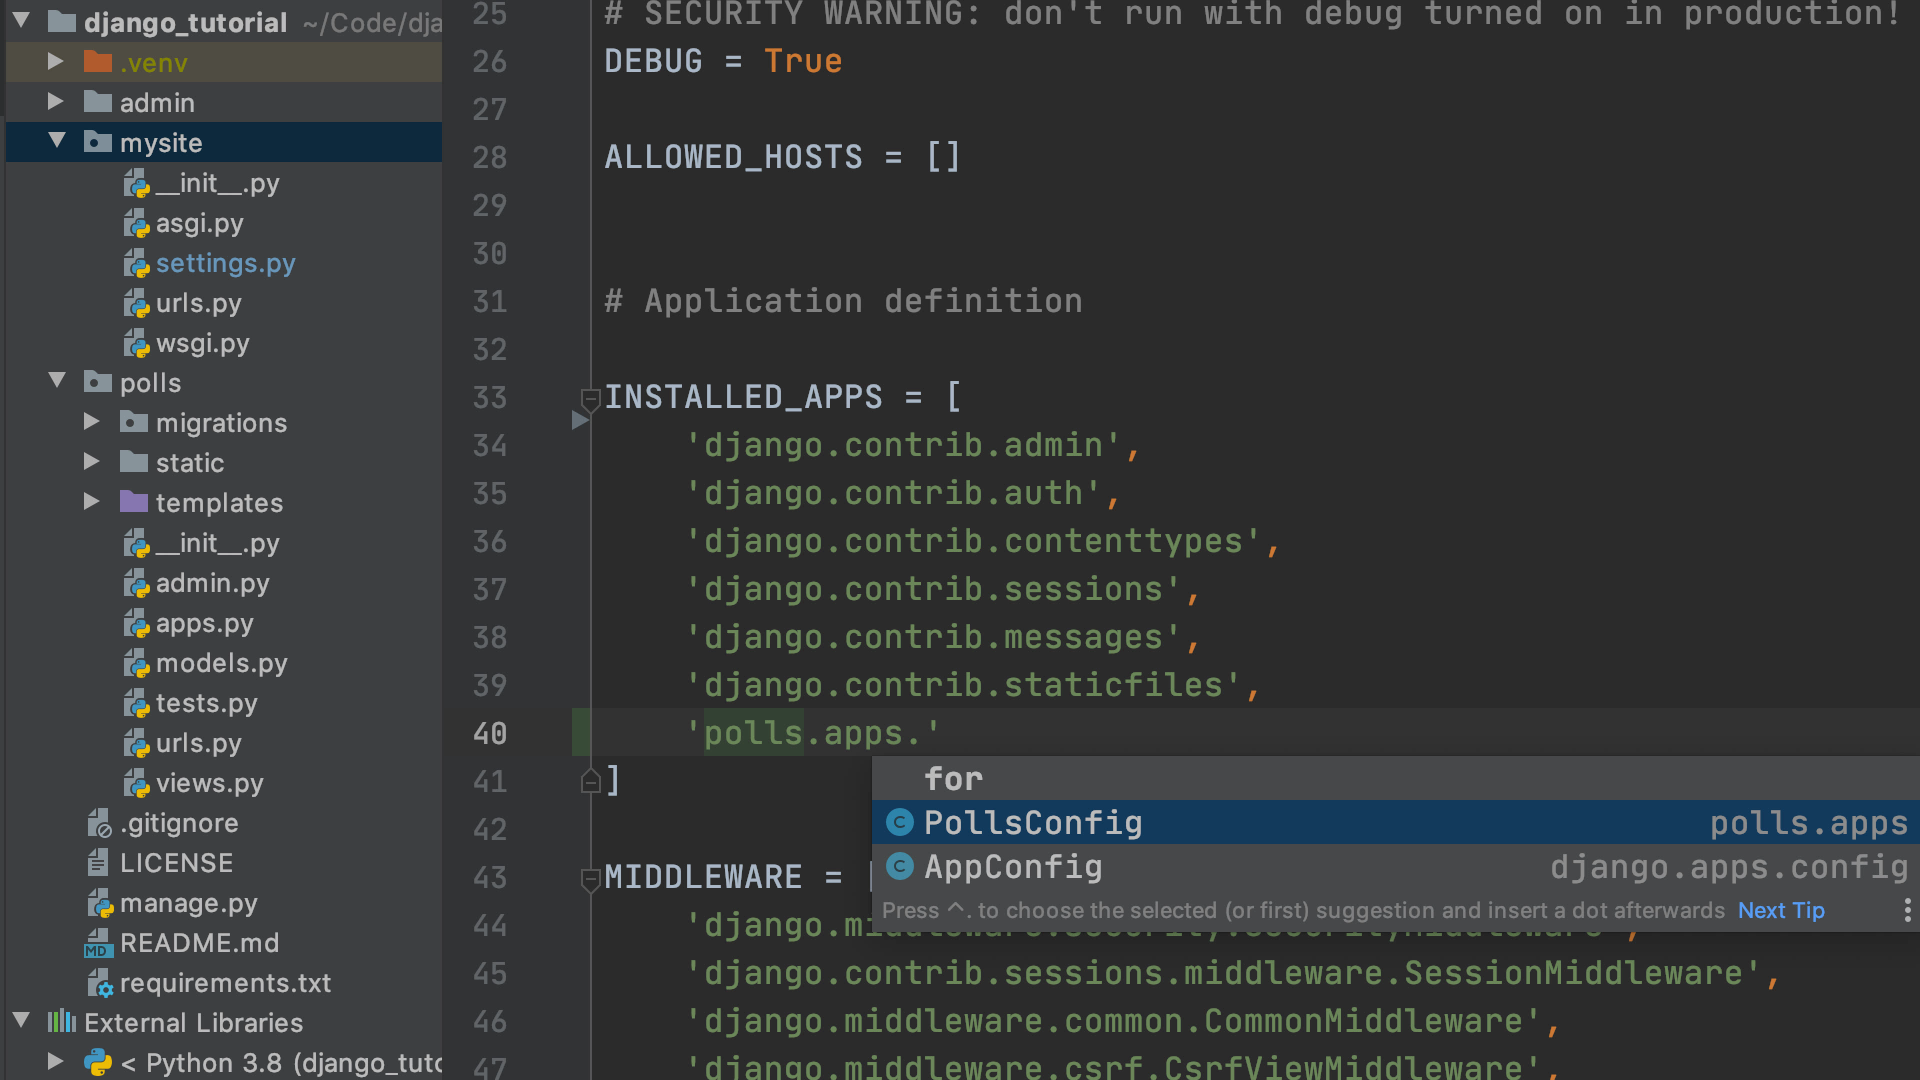 django_tutorial ~/Code/dja
.venv
admin
mysite
__init__.py
asgi.py
settings.py
urls.py
wsgi.py
polls
migrations
static
templates
__init__.py
admin.py
apps.py
models.py
tests.py
urls.py
views.py
.gitignore
LICENSE
manage.py
MD README.md
requirements.txt
External Libraries
< Python 3.8 (django_tuto
25 # SECURITY WARNING: don't run with debug turned on in production!
26 DEBUG = True
27
28 ALLOWED_HOSTS = []
29
30
31 # Application definition
32
33 INSTALLED_APPS = [
34 'django.contrib.admin',
35 'django.contrib.auth',
36 'django.contrib.contenttypes',
37 'django.contrib.sessions',
38 'django.contrib.messages',
39 'django.contrib.staticfiles',
40 'polls.apps.'
41 ]
42
43 MIDDLEWARE = [
44 'django.middleware.security.SecurityMiddleware',
45 'django.contrib.sessions.middleware.SessionMiddleware',
46 'django.middleware.common.CommonMiddleware',
47 'django.middleware.csrf.CsrfViewMiddleware',
for
C PollsConfig polls.apps
C AppConfig django.apps.config
Press ^. to choose the selected (or first) suggestion and insert a dot afterwards Next Tip